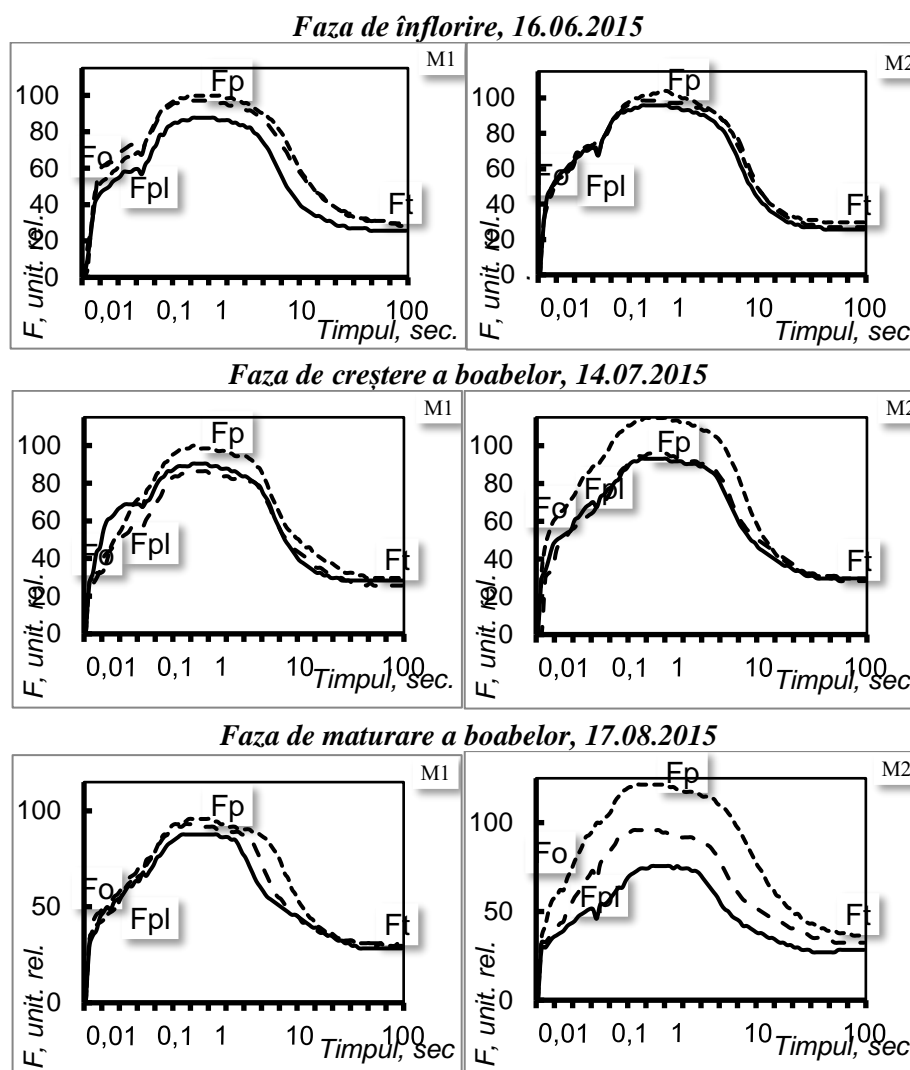 Faza de înflorire, 16.06.2015
M1
100
80
60
40
20
0
F, unit. rel.
Fo
Fpl
Fp
Ft
0,01 0,1 1 10 100
Timpul, sec.
M2
100
80
60
40
20
0
F, unit. rel.
Fo
Fpl
Fp
Ft
0,01 0,1 1 10 100
Timpul, sec
Faza de creștere a boabelor, 14.07.2015
M1
100
80
60
40
20
0
F, unit. rel.
Fo
Fpl
Fp
Ft
0,01 0,1 1 10 100
Timpul, sec.
M2
100
80
60
40
20
0
F, unit. rel.
Fo
Fpl
Fp
Ft
0,01 0,1 1 10 100
Timpul, sec
Faza de maturare a boabelor, 17.08.2015
M1
100
50
0
F, unit. rel.
Fo
Fpl
Fp
Ft
0,01 0,1 1 10 100
Timpul, sec
M2
100
50
0
F, unit. rel.
Fo
Fpl
Fp
Ft
0,01 0,1 1 10 100
Timpul, sec